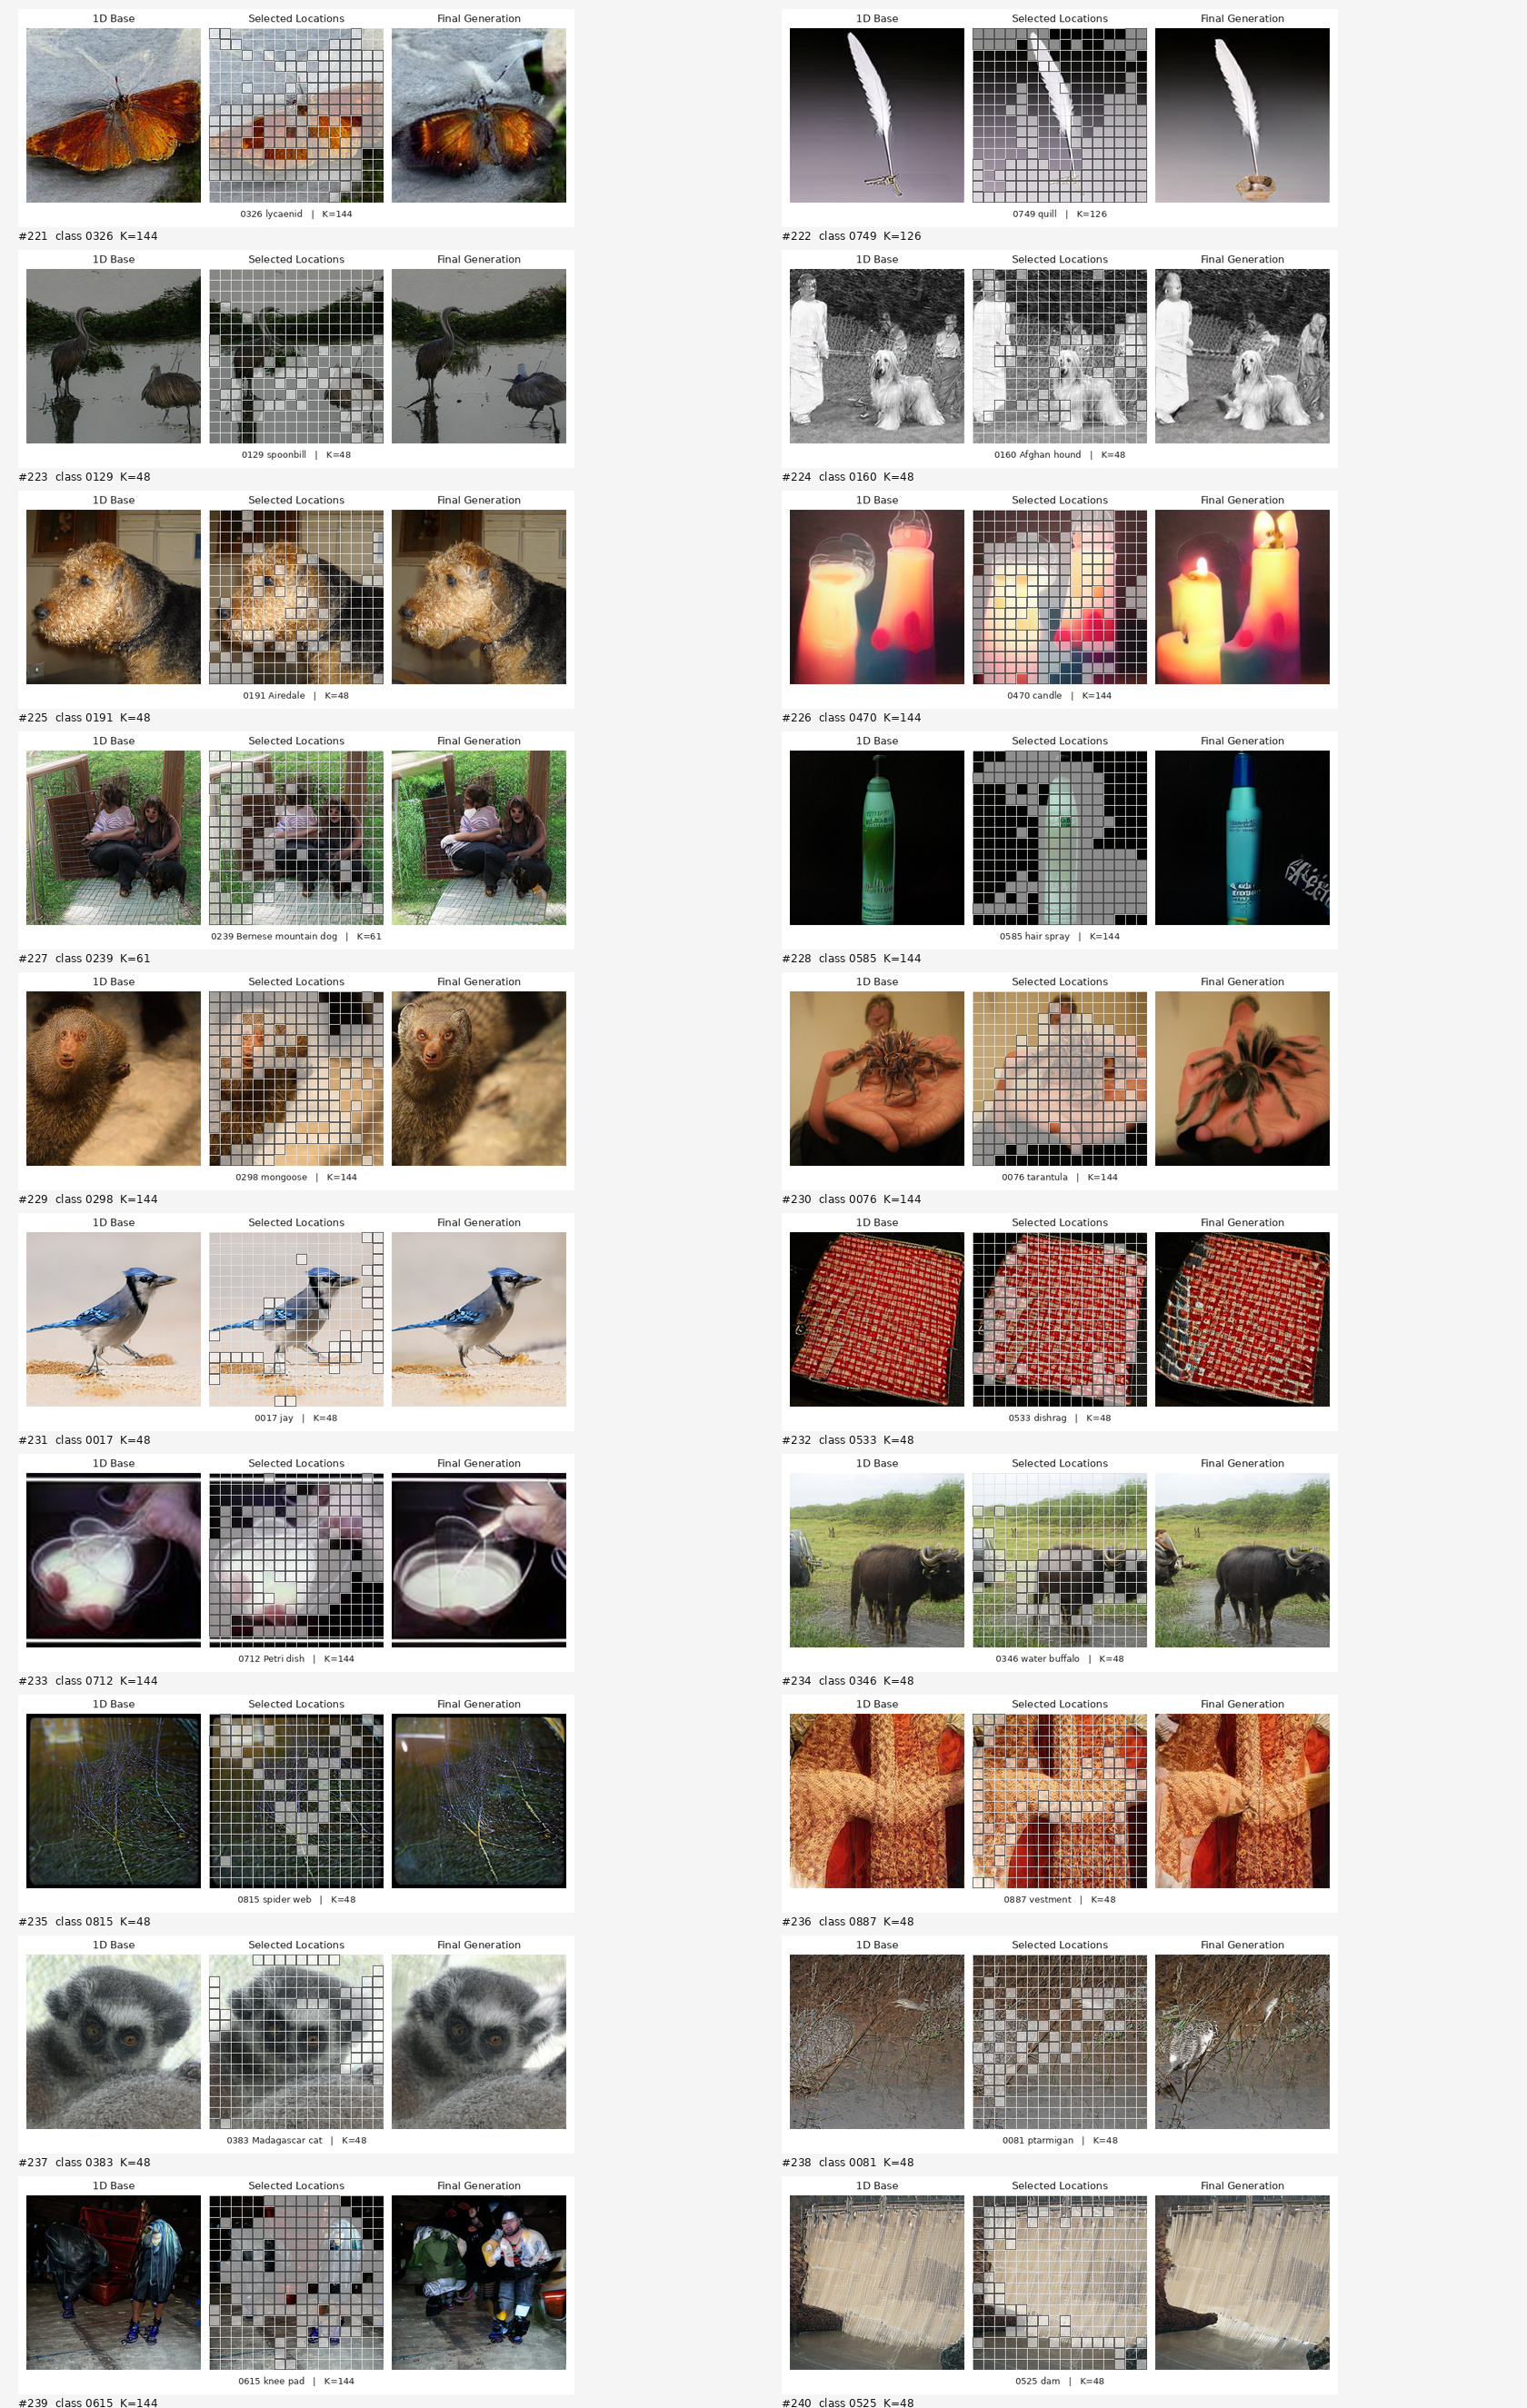 1D Base Selected Locations Final Generation 1D Base Selected Locations Final Generation
0326 lycaenid | K=144 0749 quill | K=126
#221 class 0326 K=144 #222 class 0749 K=126
1D Base Selected Locations Final Generation 1D Base Selected Locations Final Generation
0129 spoonbill | K=48 0160 Afghan hound | K=48
#223 class 0129 K=48 #224 class 0160 K=48
1D Base Selected Locations Final Generation 1D Base Selected Locations Final Generation
0191 Airedale | K=48 0470 candle | K=144
#225 class 0191 K=48 #226 class 0470 K=144
1D Base Selected Locations Final Generation 1D Base Selected Locations Final Generation
0239 Bernese mountain dog | K=61 0585 hair spray | K=144
#227 class 0239 K=61 #228 class 0585 K=144
1D Base Selected Locations Final Generation 1D Base Selected Locations Final Generation
0298 mongoose | K=144 0076 tarantula | K=144
#229 class 0298 K=144 #230 class 0076 K=144
1D Base Selected Locations Final Generation 1D Base Selected Locations Final Generation
0017 jay | K=48 0533 dishrag | K=48
#231 class 0017 K=48 #232 class 0533 K=48
1D Base Selected Locations Final Generation 1D Base Selected Locations Final Generation
0712 Petri dish | K=144 0346 water buffalo | K=48
#233 class 0712 K=144 #234 class 0346 K=48
1D Base Selected Locations Final Generation 1D Base Selected Locations Final Generation
0815 spider web | K=48 0887 vestment | K=48
#235 class 0815 K=48 #236 class 0887 K=48
1D Base Selected Locations Final Generation 1D Base Selected Locations Final Generation
0383 Madagascar cat | K=48 0081 ptarmigan | K=48
#237 class 0383 K=48 #238 class 0081 K=48
1D Base Selected Locations Final Generation 1D Base Selected Locations Final Generation
0615 knee pad | K=144 0525 dam | K=48
#239 class 0615 K=144 #240 class 0525 K=48